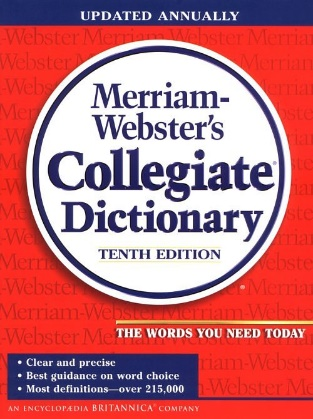 UPDATED ANNUALLY
Merriam-
Webster's
Collegiate®
Dictionary
TENTH EDITION
®
THE WORDS YOU NEED TODAY
• Clear and precise
• Best guidance on word choice
• Most definitions—over 215,000
AN ENCYCLOPÆDIA BRITANNICA® COMPANY